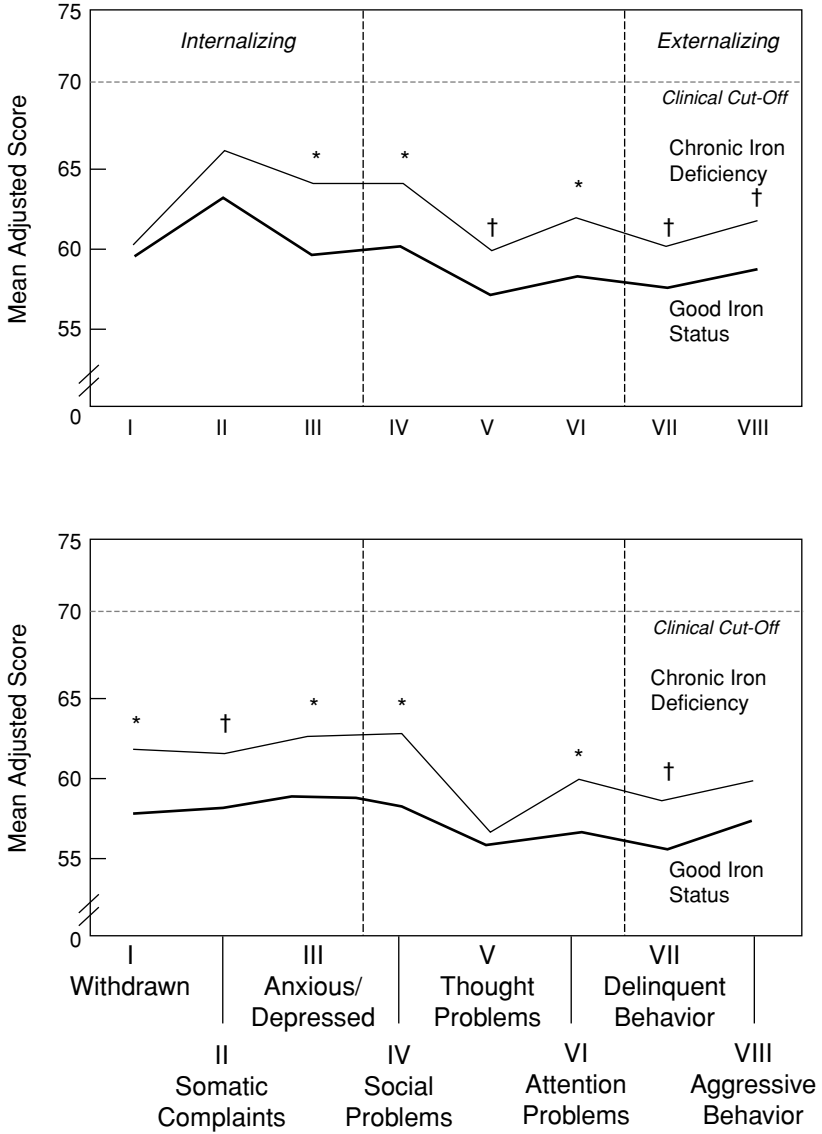 75
Internalizing
Externalizing
70
Clinical Cut-Off
Mean Adjusted Score
* * Chronic Iron
65
Deficiency
*
† † †
60
Good Iron
Status
55
0
I II III IV V VI VII VIII
75
70
Clinical Cut-Off
Mean Adjusted Score
Chronic Iron
Deficiency
65
* † * *
*
†
60
55
Good Iron
Status
0
I III V VII
Withdrawn Anxious/ Thought Delinquent
Depressed Problems Behavior
II IV VI VIII
Somatic Social Attention Aggressive
Complaints Problems Problems Behavior